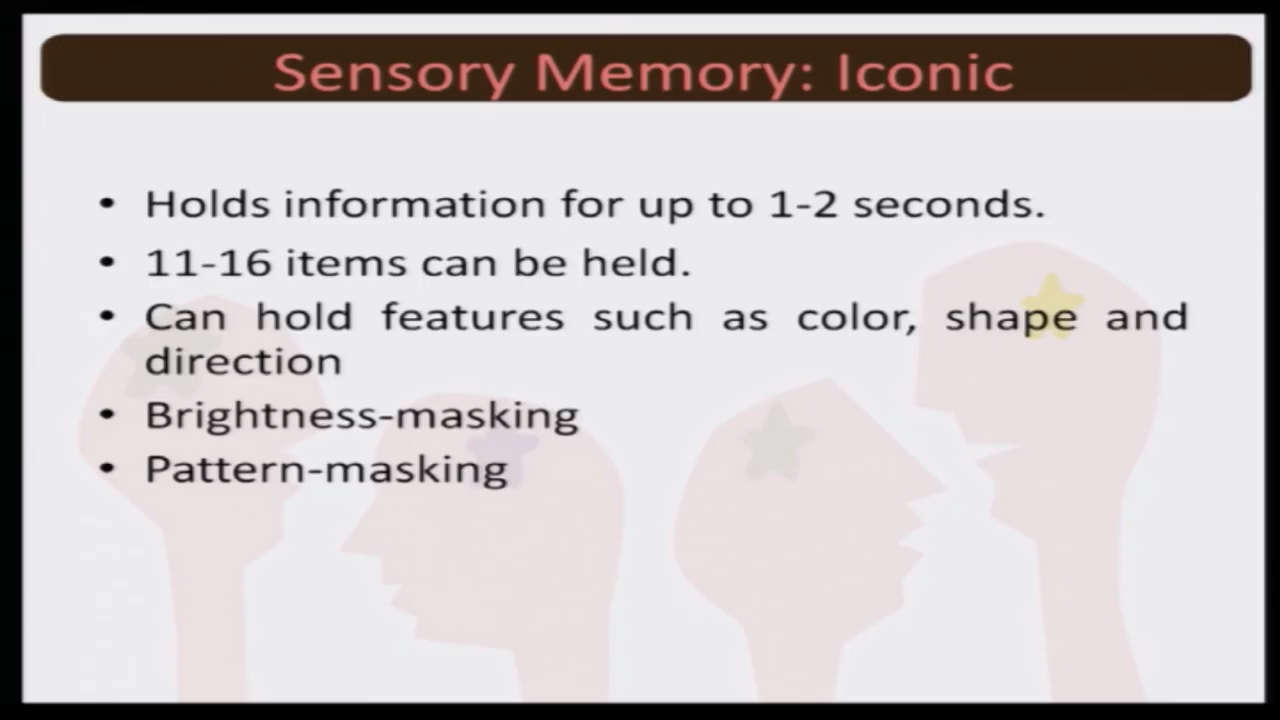 Sensory Memory: Iconic
• Holds information for up to 1-2 seconds.
• 11-16 items can be held.
• Can hold features such as color, shape and
direction
• Brightness-masking
• Pattern-masking